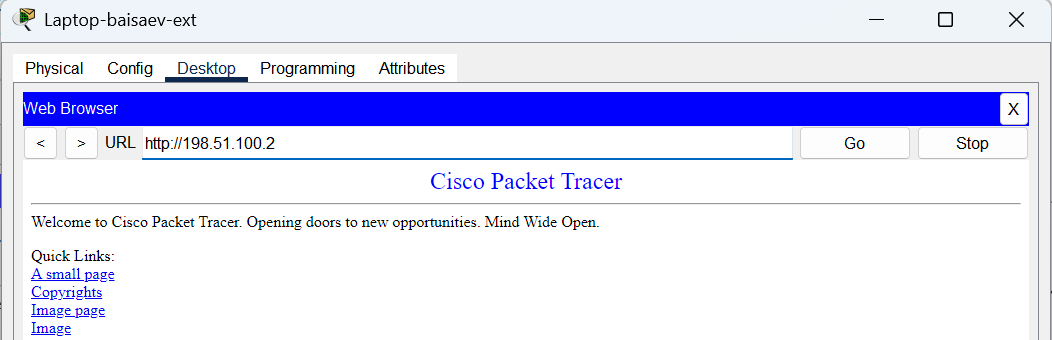 Laptop-baisaev-ext
Physical Config Desktop Programming Attributes
Web Browser X
< > URL http://198.51.100.2 Go Stop
Cisco Packet Tracer
Welcome to Cisco Packet Tracer. Opening doors to new opportunities. Mind Wide Open.
Quick Links:
A small page
Copyrights
Image page
Image